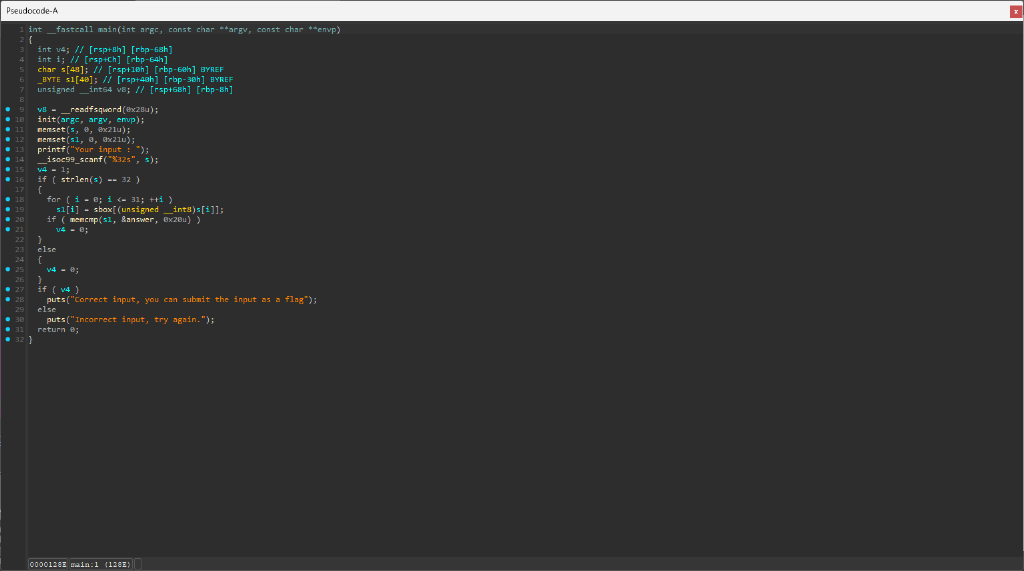 Pseudocode-A
x
1 int __fastcall main(int argc, const char **argv, const char **envp)
2 {
3 int v4; // [rsp+8h] [rbp-68h]
4 int i; // [rsp+Ch] [rbp-64h]
5 char s[48]; // [rsp+10h] [rbp-60h] BYREF
6 _BYTE s1[40]; // [rsp+40h] [rbp-30h] BYREF
7 unsigned __int64 v8; // [rsp+68h] [rbp-8h]
8
9 v8 = __readfsqword(0x28u);
10 init(argc, argv, envp);
11 memset(s, 0, 0x21u);
12 memset(s1, 0, 0x21u);
13 printf("Your input : ");
14 __isoc99_scanf("%32s", s);
15 v4 = 1;
16 if ( strlen(s) == 32 )
17 {
18 for ( i = 0; i <= 31; ++i )
19 s1[i] = sbox[(unsigned __int8)s[i]];
20 if ( memcmp(s1, &answer, 0x20u) )
21 v4 = 0;
22 }
23 else
24 {
25 v4 = 0;
26 }
27 if ( v4 )
28 puts("Correct input, you can submit the input as a flag");
29 else
30 puts("Incorrect input, try again.");
31 return 0;
32 }
0000128E main:1 (128E)